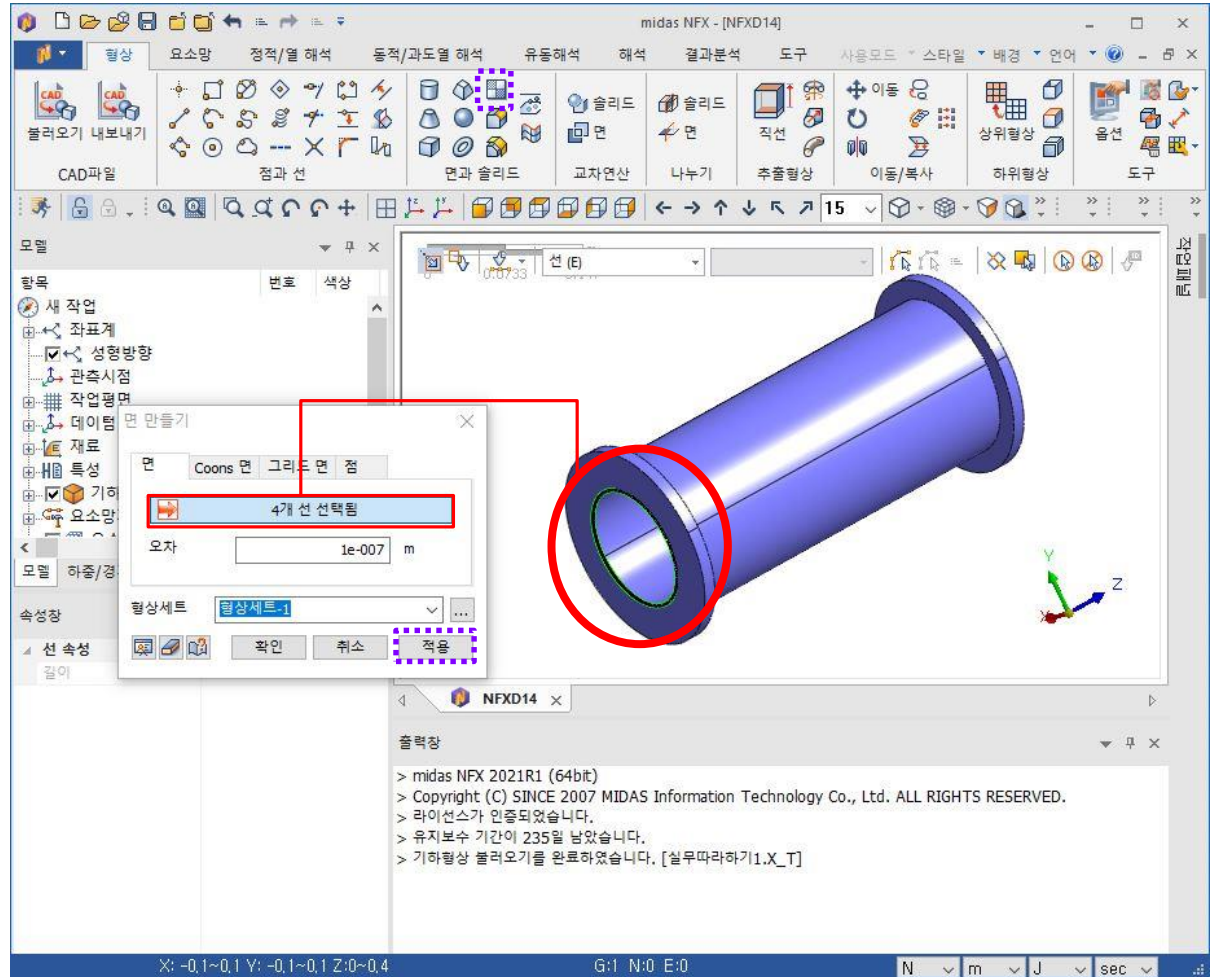 midas NFX - [NFXD14]
형상 요소망 정적/열 해석 동적/과도열 해석 유동해석 해석 결과분석 도구 사용모드 스타일 배경 언어
CAD CAD
불러오기 내보내기
솔리드 면
솔리드 면
직선
이동
상위형상
옵션
CAD파일 점과 선 면과 솔리드 교차연산 나누기 추출형상 이동/복사 하위형상 도구
15
모델
항목 번호 색상
새 작업
좌표계
성형방향
관측시점
작업평면
데이텀
재료
특성
요소망
모델
속성창
선 속성
길이
면 만들기
면 Coons 면 그리드 면 점
4개 선 선택됨
오차 1e-007 m
형상세트 형상세트-1 ...
확인 취소 적용
선 (E)
0.0733
Y
Z
X
NFXD14
출력창
> midas NFX 2021R1 (64bit)
> Copyright (C) SINCE 2007 MIDAS Information Technology Co., Ltd. ALL RIGHTS RESERVED.
> 라이선스가 인증되었습니다.
> 유지보수 기간이 235일 남았습니다.
> 기하형상 불러오기를 완료하였습니다. [실무따라하기1.X_T]
X: -0,1~0,1 Y: -0,1~0,1 Z:0~0,4 G:1 N:0 E:0 N m J sec